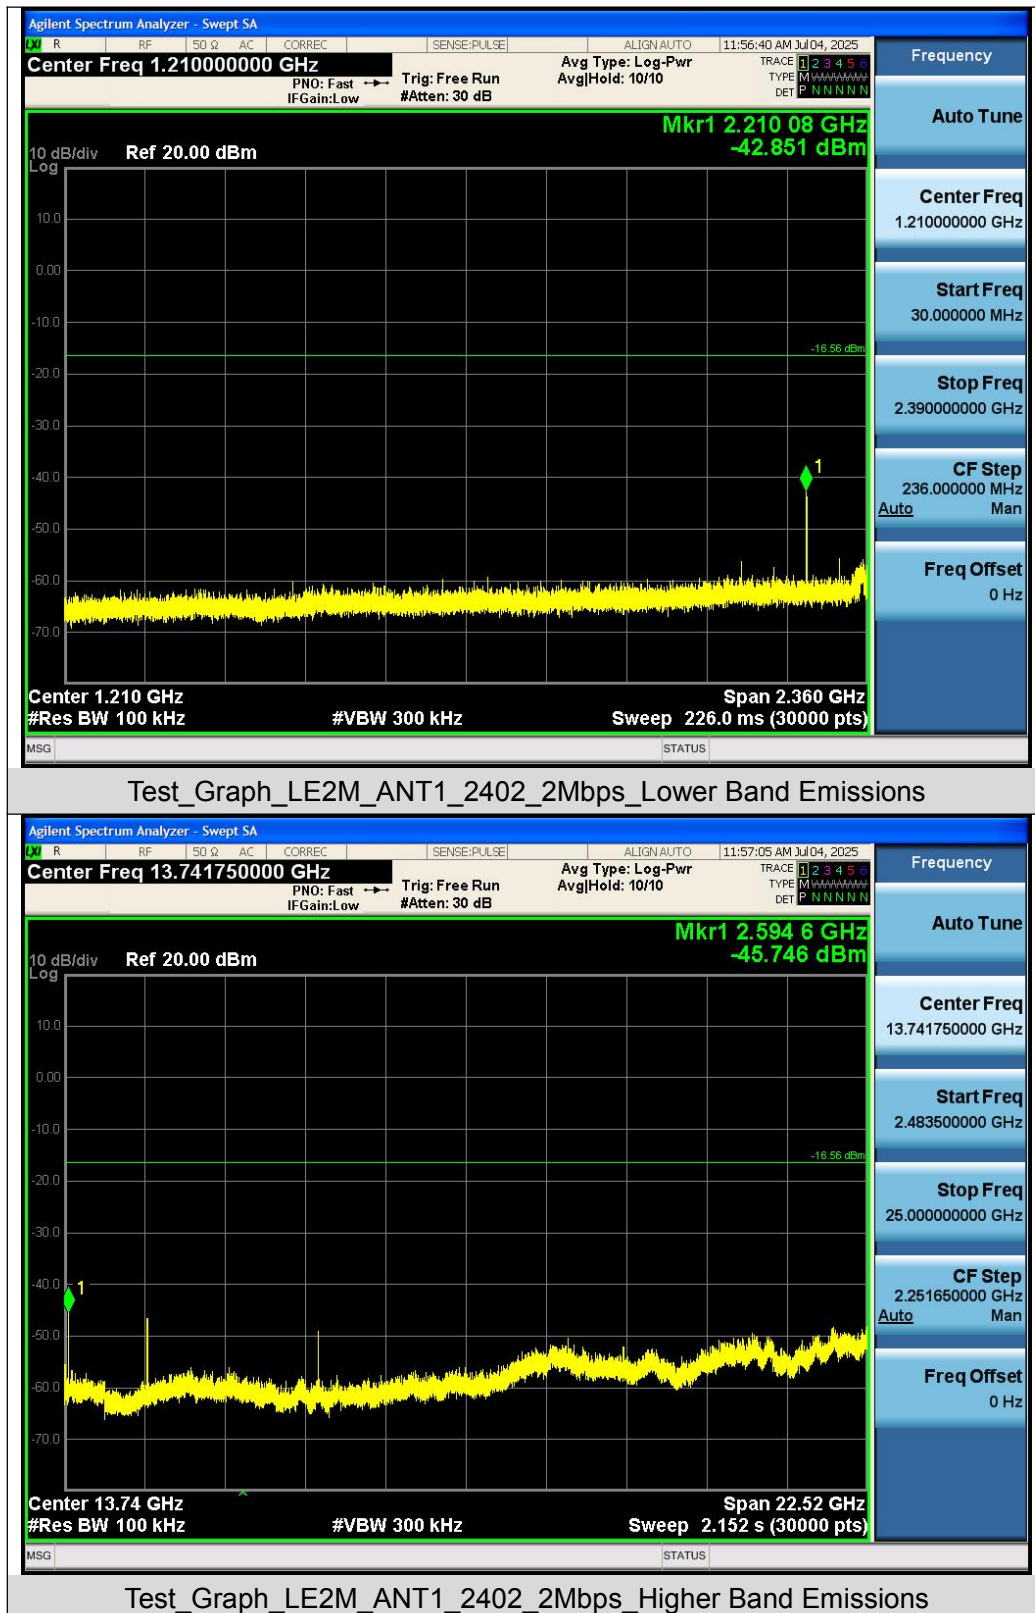 Agilent Spectrum Analyzer - Swept SA
LXI R RF 50 Ω AC CORREC SENSE:PULSE ALIGN AUTO 11:56:40 AM Jul 04, 2025
Center Freq 1.210000000 GHz
PNO: Fast
IFGain:Low
Trig: Free Run
#Atten: 30 dB
Avg Type: Log-Pwr
Avg|Hold: 10/10
TRACE 1 2 3 4 5 6
TYPE M WWWWW
DET P N N N N N
Mkr1 2.210 08 GHz
-42.851 dBm
10 dB/div Ref 20.00 dBm
Log
10.0
0.00
-10.0
-16.56 dBm
-20.0
-30.0
-40.0
1
-50.0
-60.0
-70.0
Center 1.210 GHz Span 2.360 GHz
#Res BW 100 kHz #VBW 300 kHz Sweep 226.0 ms (30000 pts)
MSG STATUS
Frequency
Auto Tune
Center Freq
1.210000000 GHz
Start Freq
30.000000 MHz
Stop Freq
2.390000000 GHz
CF Step
236.000000 MHz
Auto Man
Freq Offset
0 Hz
Test_Graph_LE2M_ANT1_2402_2Mbps_Lower Band Emissions
Agilent Spectrum Analyzer - Swept SA
LXI R RF 50 Ω AC CORREC SENSE:PULSE ALIGN AUTO 11:57:05 AM Jul 04, 2025
Center Freq 13.741750000 GHz
PNO: Fast
IFGain:Low
Trig: Free Run
#Atten: 30 dB
Avg Type: Log-Pwr
Avg|Hold: 10/10
TRACE 1 2 3 4 5 6
TYPE M WWWWW
DET P N N N N N
Mkr1 2.594 6 GHz
-45.746 dBm
10 dB/div Ref 20.00 dBm
Log
10.0
0.00
-10.0
-16.56 dBm
-20.0
-30.0
-40.0
1
-50.0
-60.0
-70.0
Center 13.74 GHz Span 22.52 GHz
#Res BW 100 kHz #VBW 300 kHz Sweep 2.152 s (30000 pts)
MSG STATUS
Frequency
Auto Tune
Center Freq
13.741750000 GHz
Start Freq
2.483500000 GHz
Stop Freq
25.000000000 GHz
CF Step
2.251650000 GHz
Auto Man
Freq Offset
0 Hz
Test_Graph_LE2M_ANT1_2402_2Mbps_Higher Band Emissions